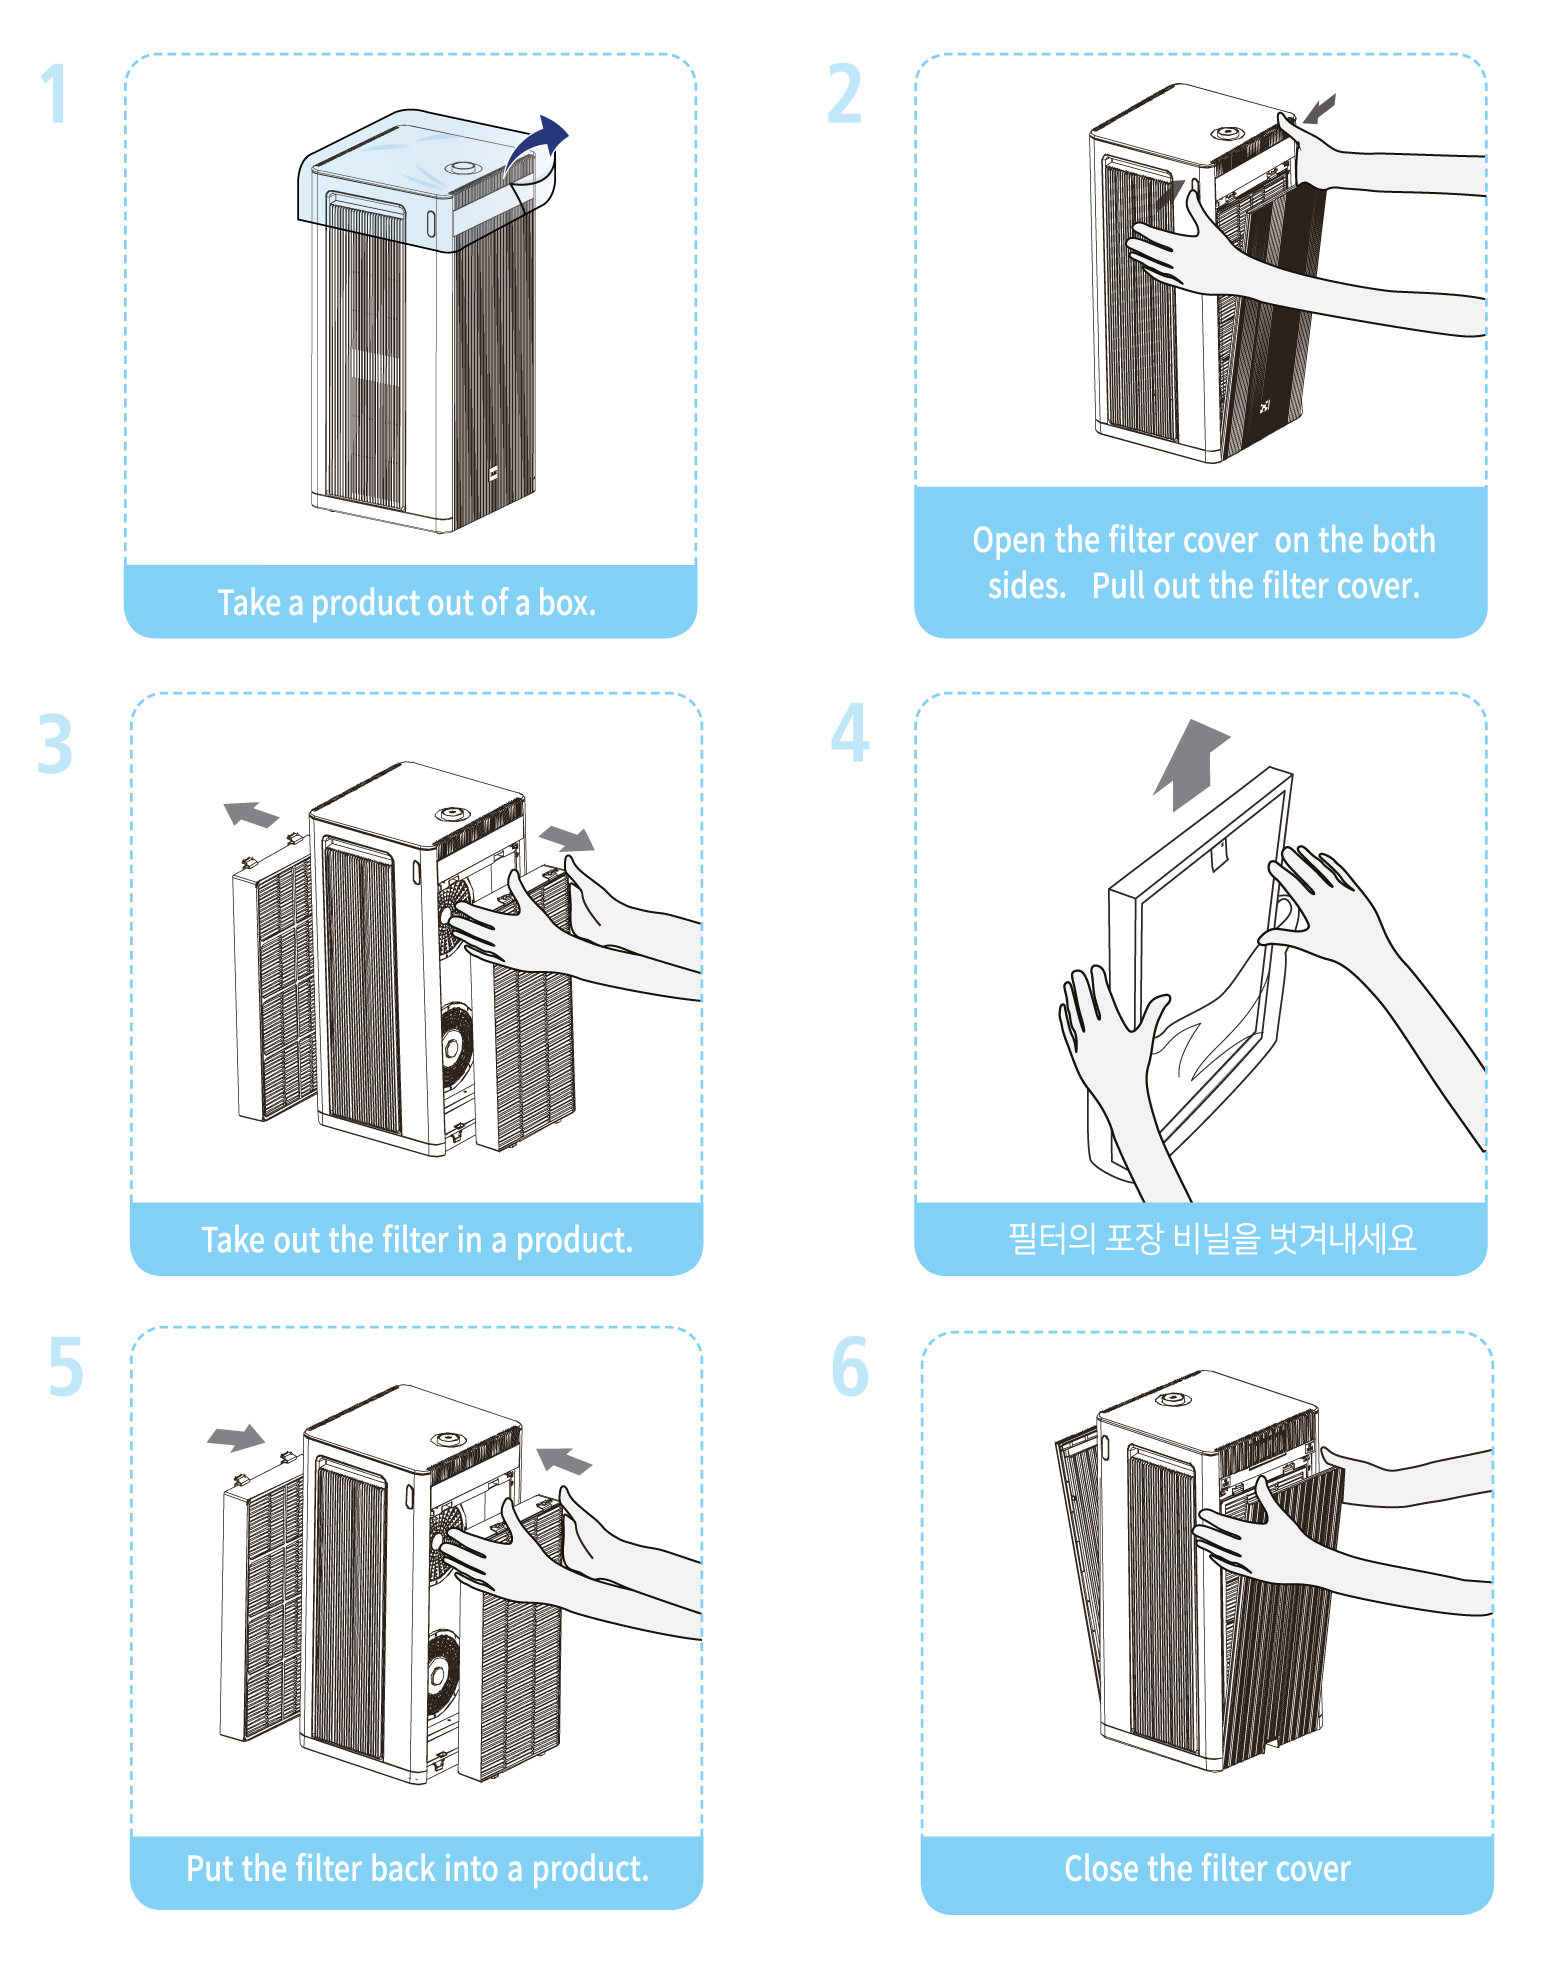 1
Take a product out of a box.
2
Open the filter cover on the both
sides. Pull out the filter cover.
3
Take out the filter in a product.
4
필터의 포장 비닐을 벗겨내세요
5
Put the filter back into a product.
6
Close the filter cover